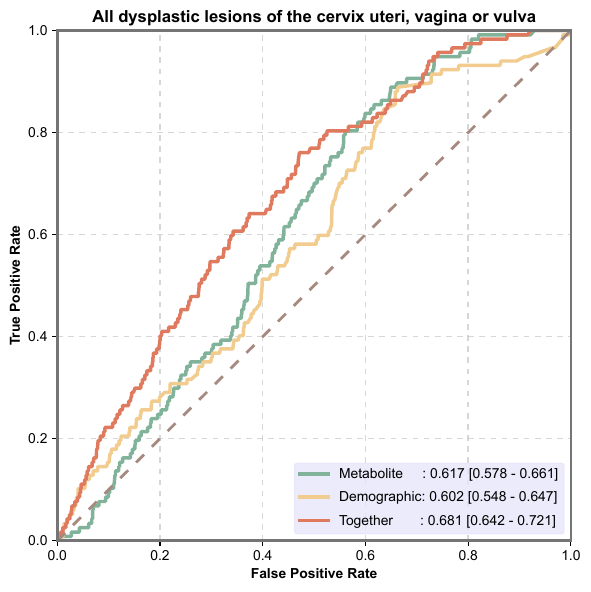 All dysplastic lesions of the cervix uteri, vagina or vulva
1.0
0.8
0.6
0.4
0.2
0.0
True Positive Rate
Metabolite : 0.617 [0.578 - 0.661]
Demographic: 0.602 [0.548 - 0.647]
Together : 0.681 [0.642 - 0.721]
0.0 0.2 0.4 0.6 0.8 1.0
False Positive Rate